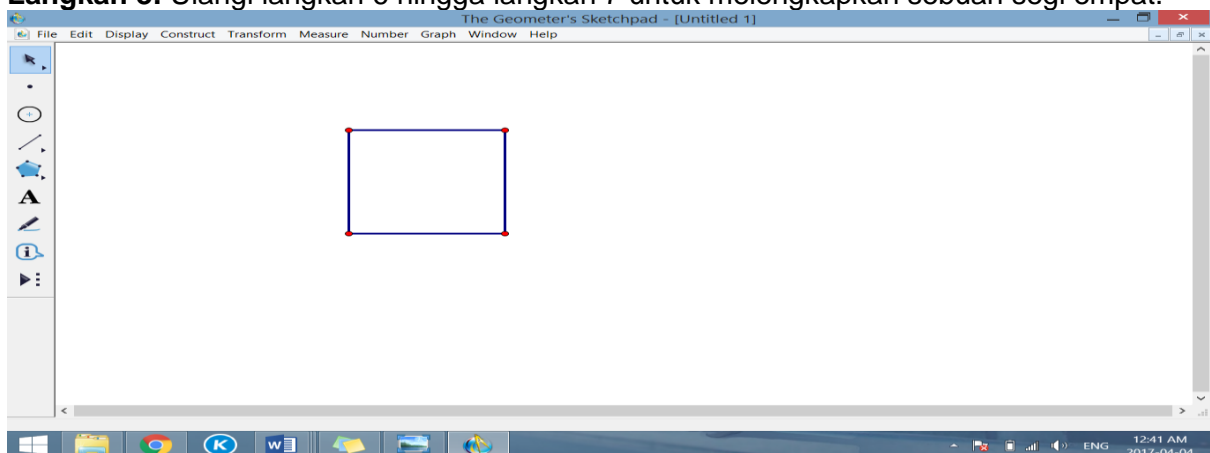 Langkah 8: Ulangi langkah 6 hingga langkah 7 untuk melengkapkan sebuah segi empat.
The Geometer's Sketchpad - [Untitled 1]
File Edit Display Construct Transform Measure Number Graph Window Help
A
K
W
ENG
12:41 AM
2017-04-04